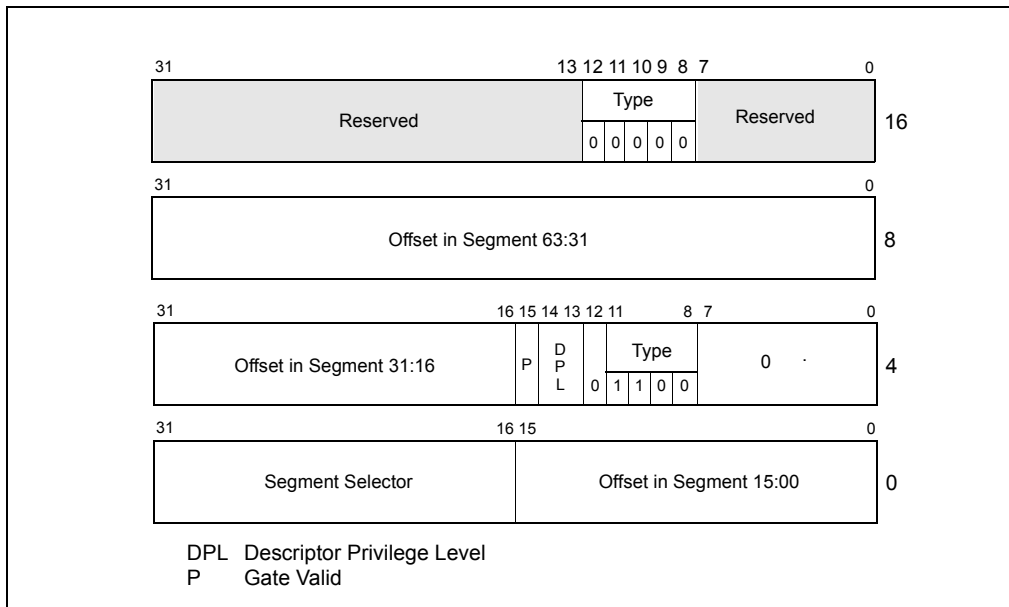 31 13 12 11 10 9 8 7 0
Type
Reserved Reserved 16
0 0 0 0 0
31 0
Offset in Segment 63:31 8
31 16 15 14 13 12 11 8 7 0
Offset in Segment 31:16 P DPL Type 0 . 4
0 1 1 0 0
31 16 15 0
Segment Selector Offset in Segment 15:00 0
DPL Descriptor Privilege Level
P Gate Valid